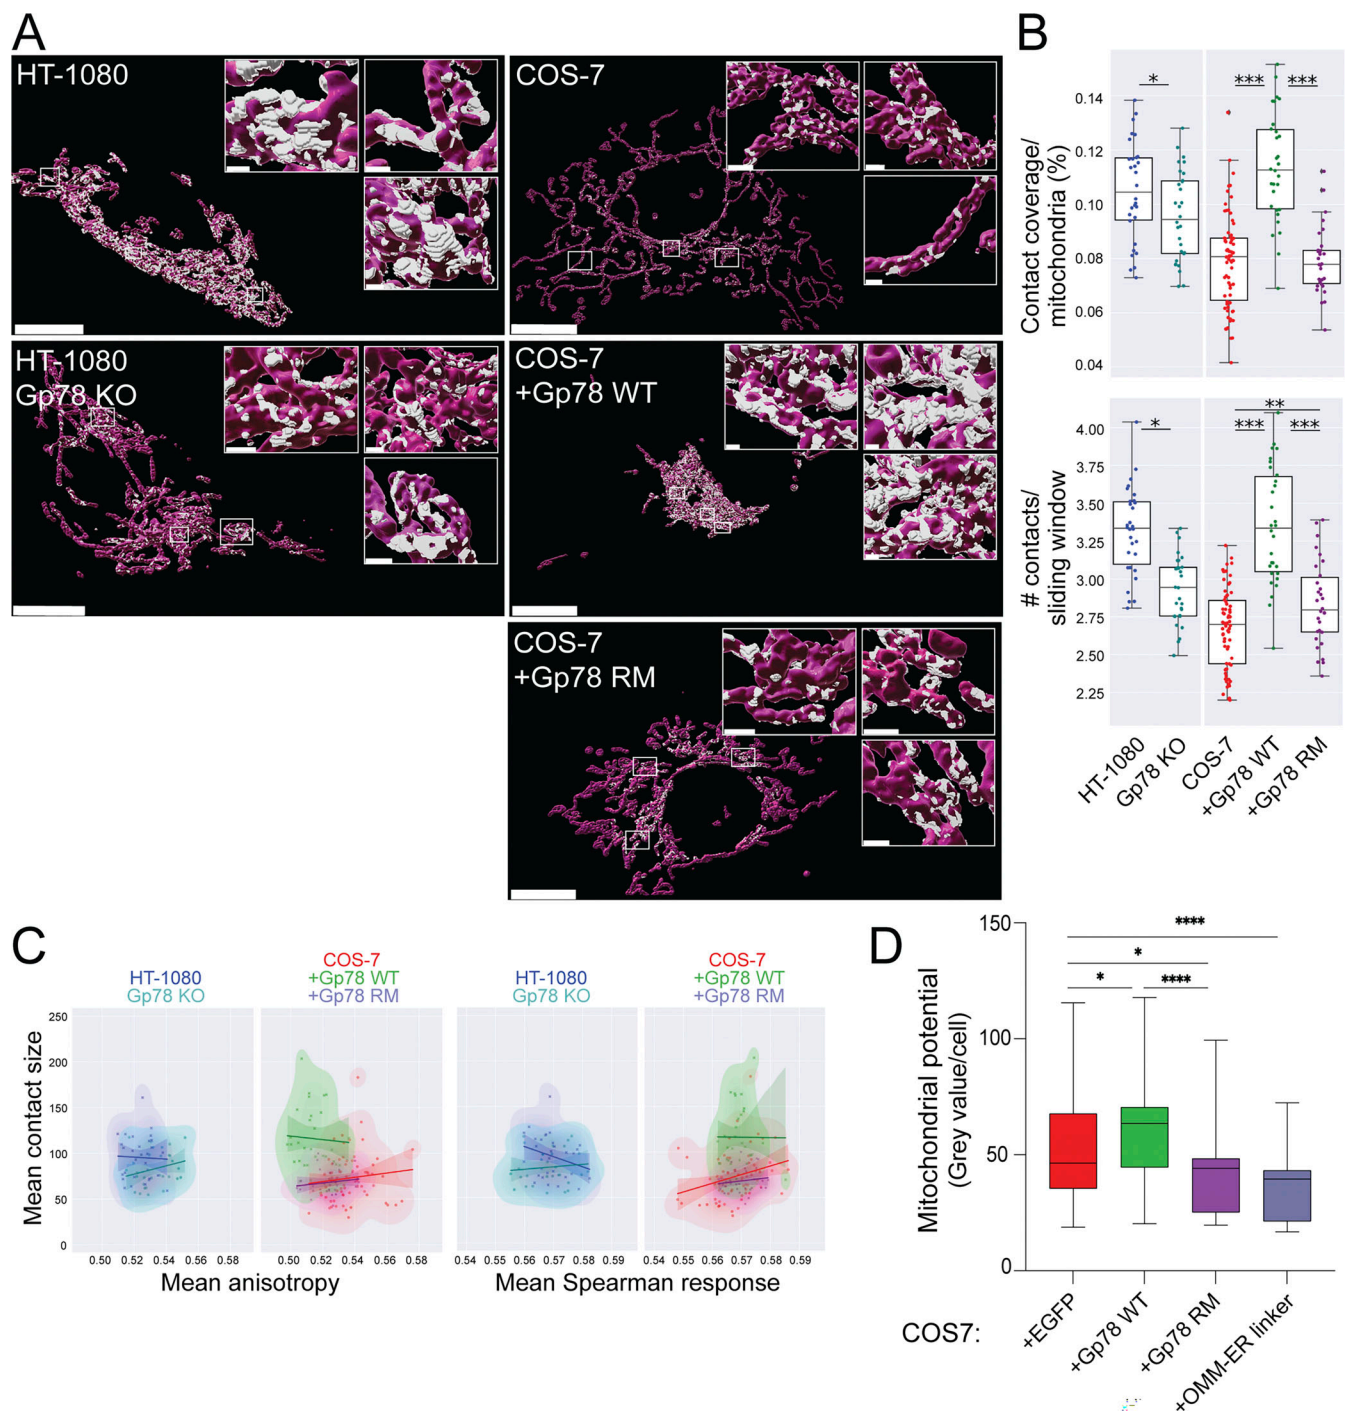 A
HT-1080
COS-7
HT-1080
Gp78 KO
COS-7
+Gp78 WT
COS-7
+Gp78 RM
B
Contact coverage/
mitochondria (%)
0.14
0.12
0.10
0.08
0.06
0.04
*
***
***
# contacts/
sliding window
4.00
3.75
3.50
3.25
3.00
2.75
2.50
2.25
*
**
***
***
HT-1080
Gp78 KO
COS-7
+Gp78 WT
+Gp78 RM
C
HT-1080
Gp78 KO
COS-7
+Gp78 WT
+Gp78 RM
HT-1080
Gp78 KO
COS-7
+Gp78 WT
+Gp78 RM
Mean contact size
250
200
150
100
50
0
0.50 0.52 0.54 0.56 0.58
0.50 0.52 0.54 0.56 0.58
0.54 0.55 0.56 0.57 0.58 0.59
0.54 0.55 0.56 0.57 0.58 0.59
Mean anisotropy
Mean Spearman response
D
Mitochondrial potential
(Grey value/cell)
150
100
50
0
****
*
*
****
COS7:
+EGFP
+Gp78 WT
+Gp78 RM
+OMM-ER linker